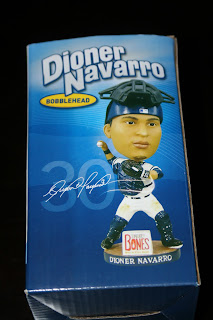 Dioner
Navarro
BOBBLEHEAD
30
BONES
DIONER NAVARRO